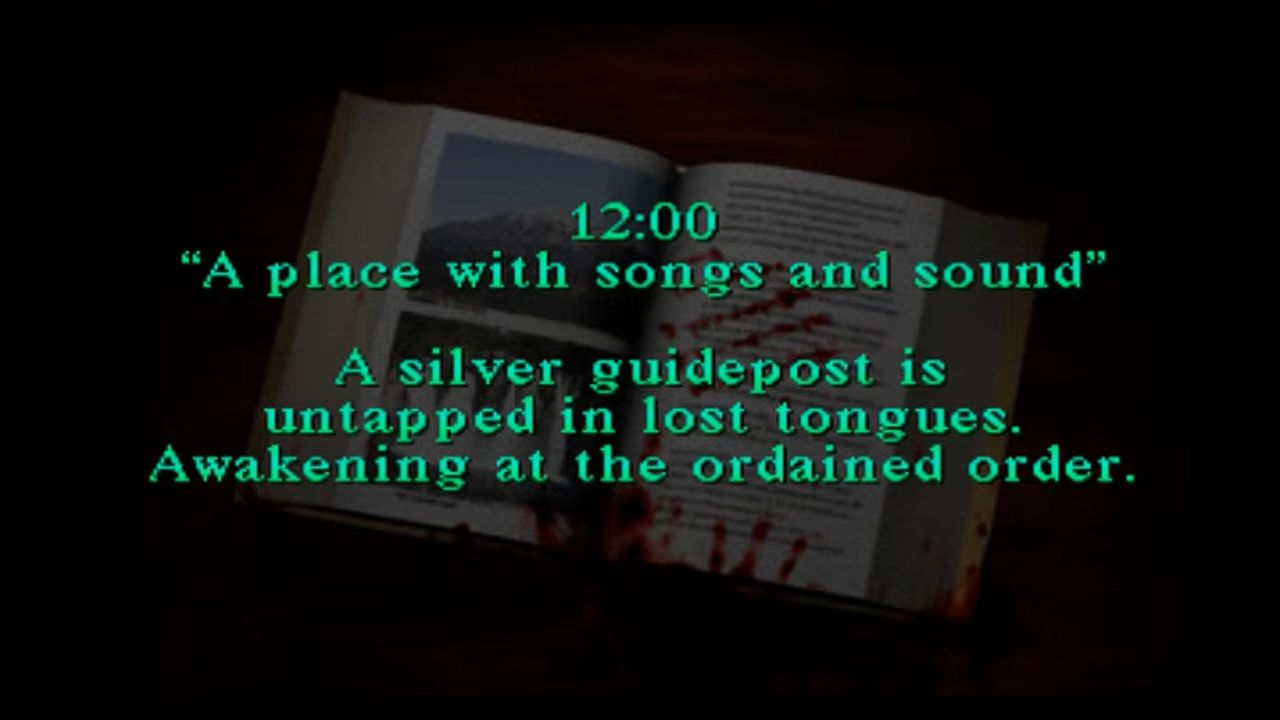 12:00
“A place with songs and sound”
A silver guidepost is
untapped in lost tongues.
Awakening at the ordained order.